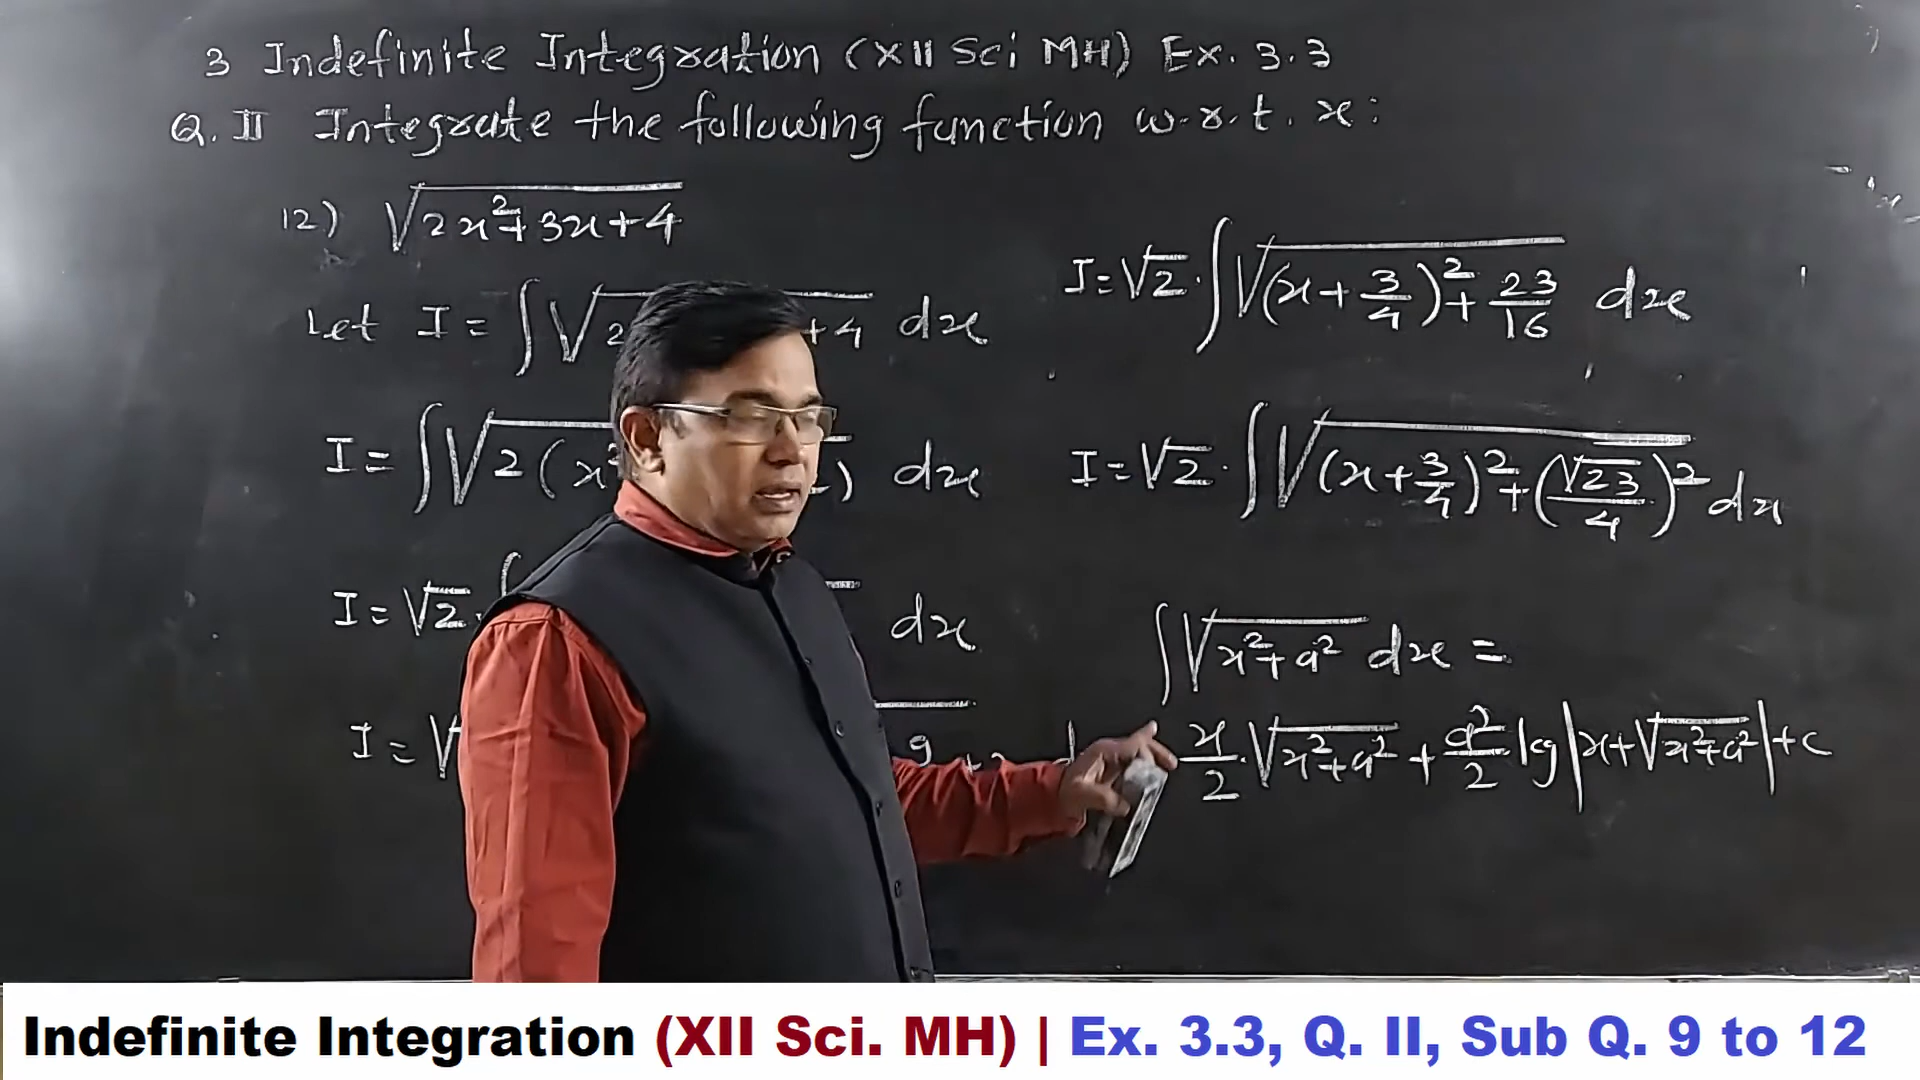 3 Indefinite Integration (XII Sci MH) Ex. 3.3
Q. II Integrate the following function w.r.t. x:
12) √(2x²+3x+4)
Let I = ∫√2 +4 dx
I = ∫√2(x² ) dx
I = √2. dx
I = √ 9
I = √2 · ∫√((x+3/4)² + 23/16) dx
I = √2 · ∫√((x+3/4)² + (√23/4)²) dx
∫√(x²+a²) dx =
x/2 · √(x²+a²) + a²/2 log|x+√(x²+a²)|+c
Indefinite Integration (XII Sci. MH) | Ex. 3.3, Q. II, Sub Q. 9 to 12